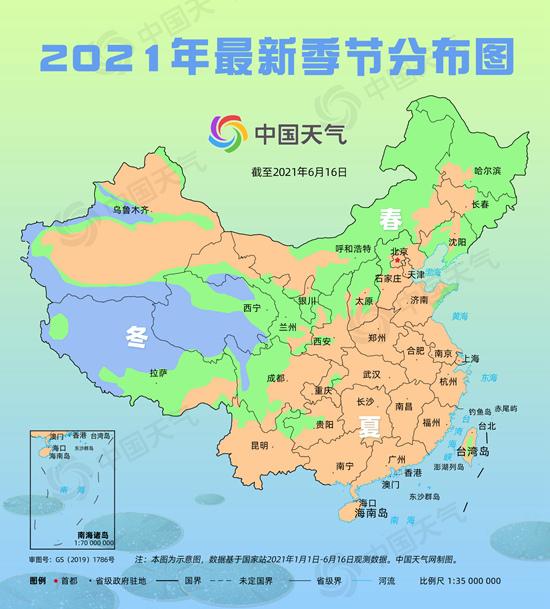 2021年最新季节分布图
中国天气
截至2021年6月16日
哈尔滨
乌鲁木齐
长春
春
沈阳
呼和浩特
北京
天津
渤海
石家庄
银川
太原
济南
西宁
黄海
兰州
冬
西安
郑州
合肥
南京
上海
拉萨
成都
武汉
杭州
东海
重庆
长沙
南昌
钓鱼岛
赤尾屿
贵阳
夏
福州
台北
昆明
台湾海峡
台湾岛
广州
澎湖列岛
南宁
香港
澳门
东沙群岛
海口
海南岛
南海
澳门
香港
台湾岛
海口
东沙群岛
海南岛
南海
南海诸岛
1:70 000 000
审图号:GS(2019)1786号
注:本图为示意图,数据基于国家站2021年1月1日-6月16日观测数据。中国天气网制图。
图例
首都
省级政府驻地
国界
未定国界
省级界
河流
比例尺 1:35 000 000